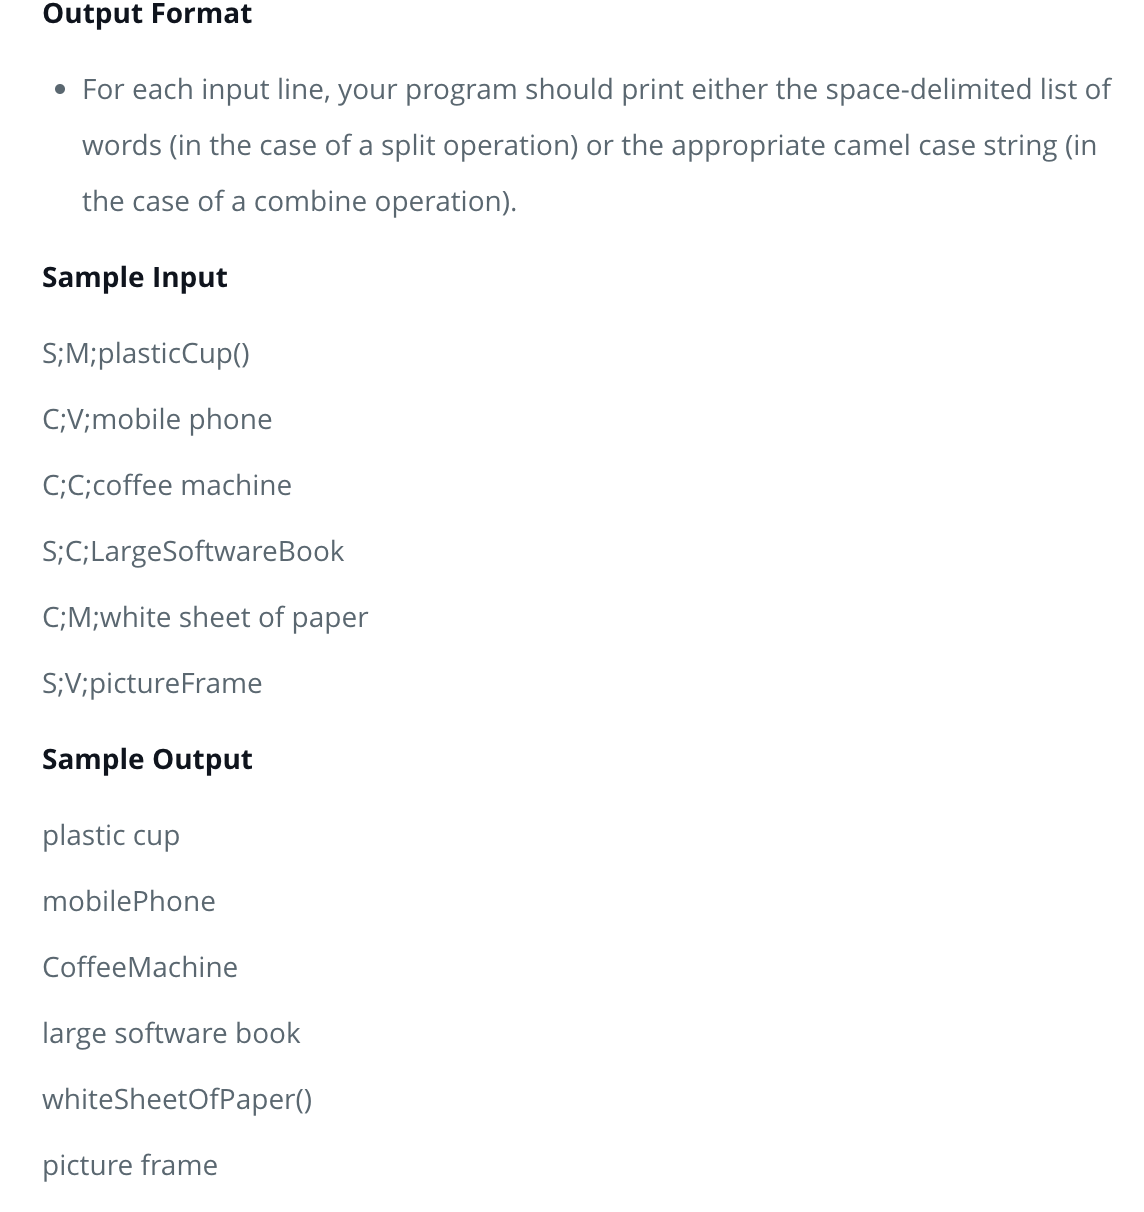 Output Format
• For each input line, your program should print either the space-delimited list of
words (in the case of a split operation) or the appropriate camel case string (in
the case of a combine operation).
Sample Input
S;M;plasticCup()
C;V;mobile phone
C;C;coffee machine
S;C;LargeSoftwareBook
C;M;white sheet of paper
S;V;pictureFrame
Sample Output
plastic cup
mobilePhone
CoffeeMachine
large software book
whiteSheetOfPaper()
picture frame